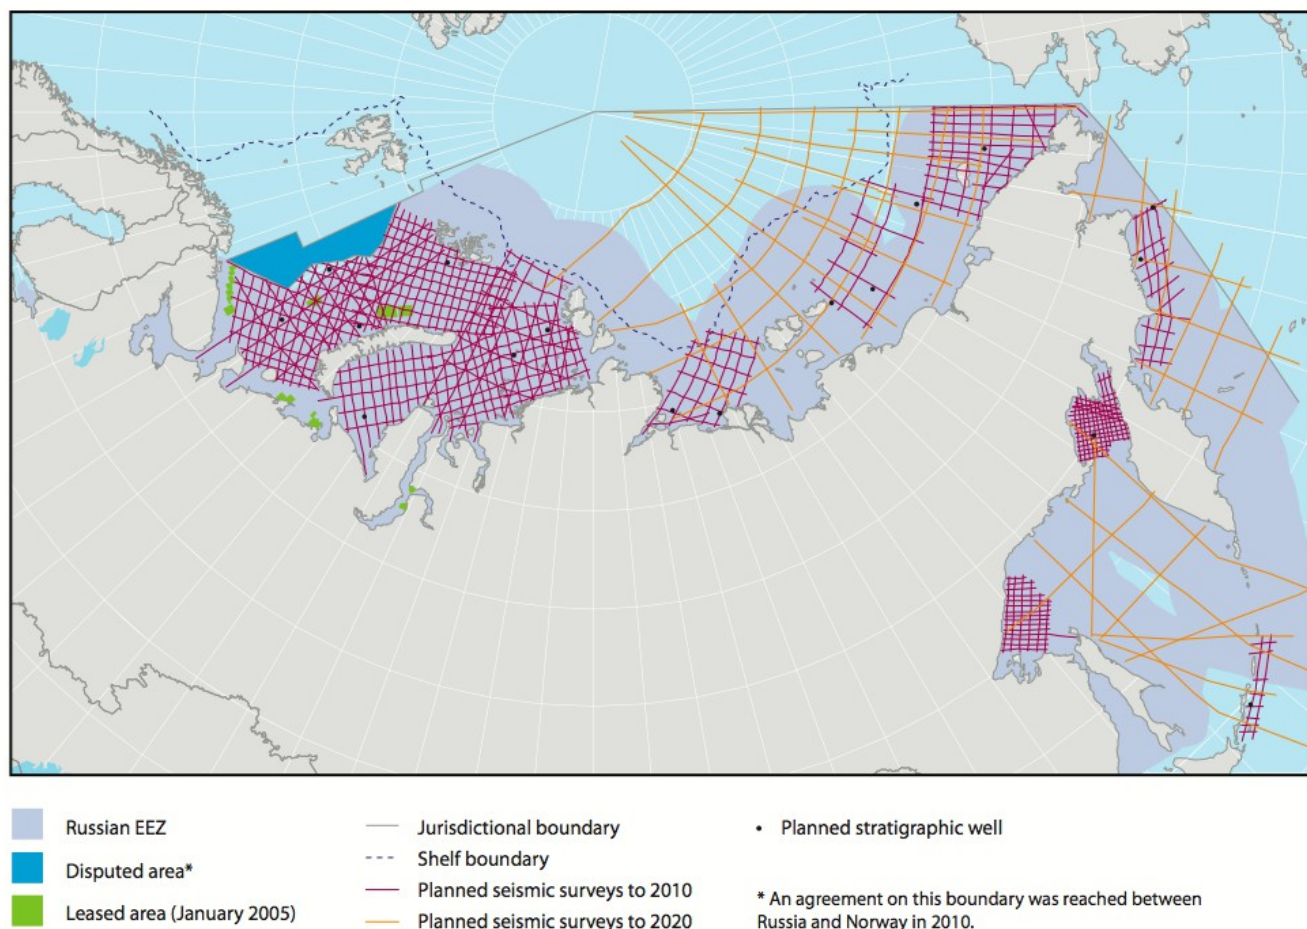 Russian EEZ
Disputed area*
Leased area (January 2005)
Jurisdictional boundary
Shelf boundary
Planned seismic surveys to 2010
Planned seismic surveys to 2020
Planned stratigraphic well
* An agreement on this boundary was reached between
Russia and Norway in 2010.